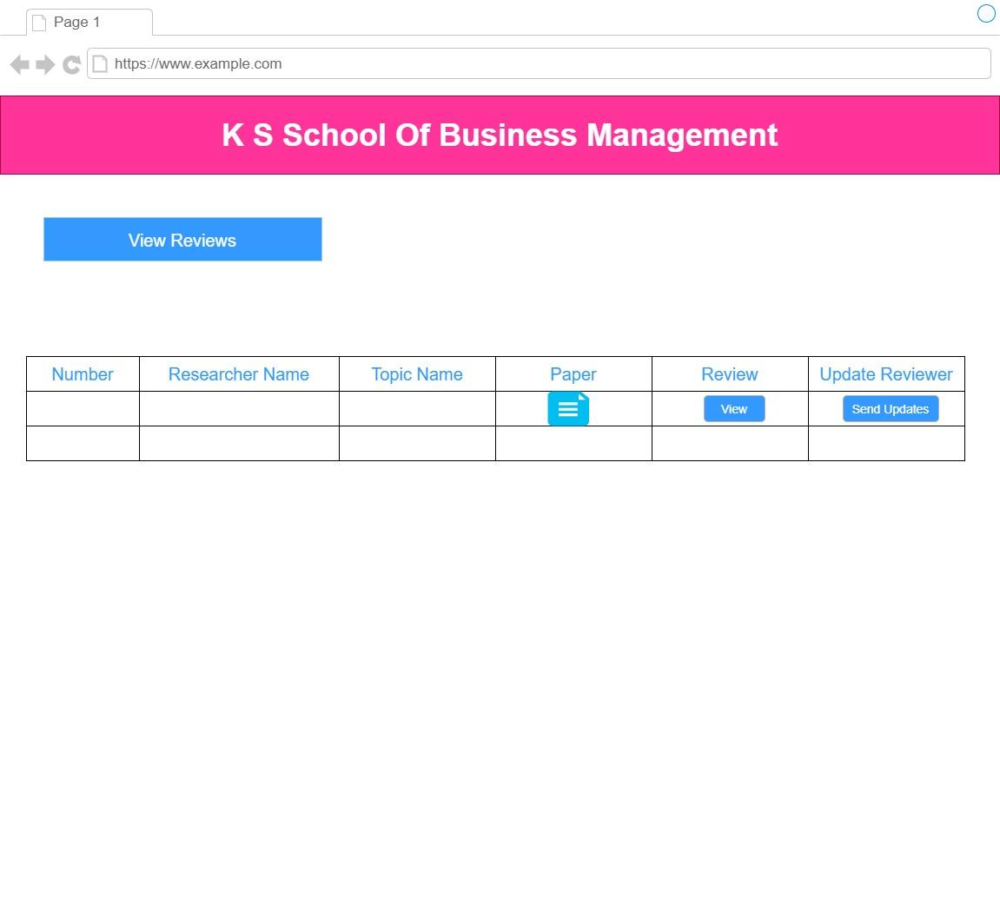 Page 1
https://www.example.com
K S School Of Business Management
View Reviews
Number Researcher Name Topic Name Paper Review Update Reviewer
View Send Updates